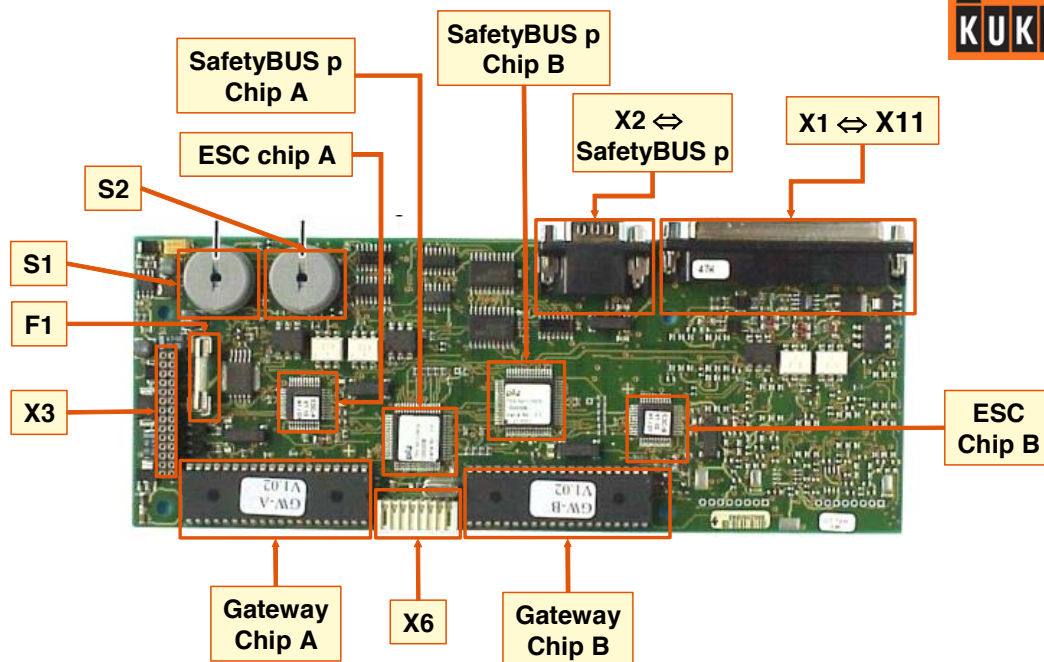 KUK
SafetyBUS p
Chip A
SafetyBUS p
Chip B
X2 ⇔
SafetyBUS p
X1 ⇔ X11
ESC chip A
S2
S1
F1
X3
47H
GW-A
V1.02
GW-B
V1.02
ESC
Chip B
Gateway
Chip A
X6
Gateway
Chip B